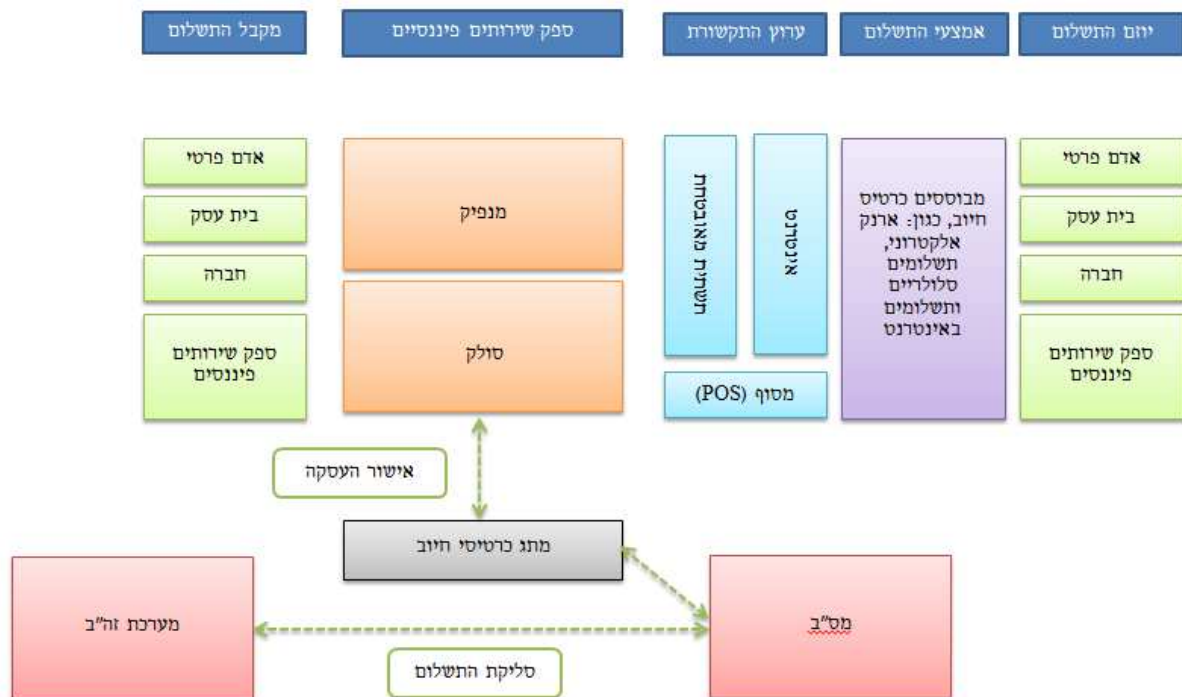 יוזם התשלום
אמצעי התשלום
ערוץ התקשורת
ספק שירותים פיננסיים
מקבל התשלום
אדם פרטי
בית עסק
חברה
ספק שירותים
פיננסים
מבוססים כרטיס
חיוב, כגון: ארנק
אלקטרוני,
תשלומים
סלולריים
ותשלומים
באינטרנט
אינטרנט
תשתית מאובטחת
מסוף (POS)
מנפיק
סולק
אדם פרטי
בית עסק
חברה
ספק שירותים
פיננסים
אישור העסקה
מתג כרטיסי חיוב
מס"ב
מערכת זה"ב
סליקת התשלום